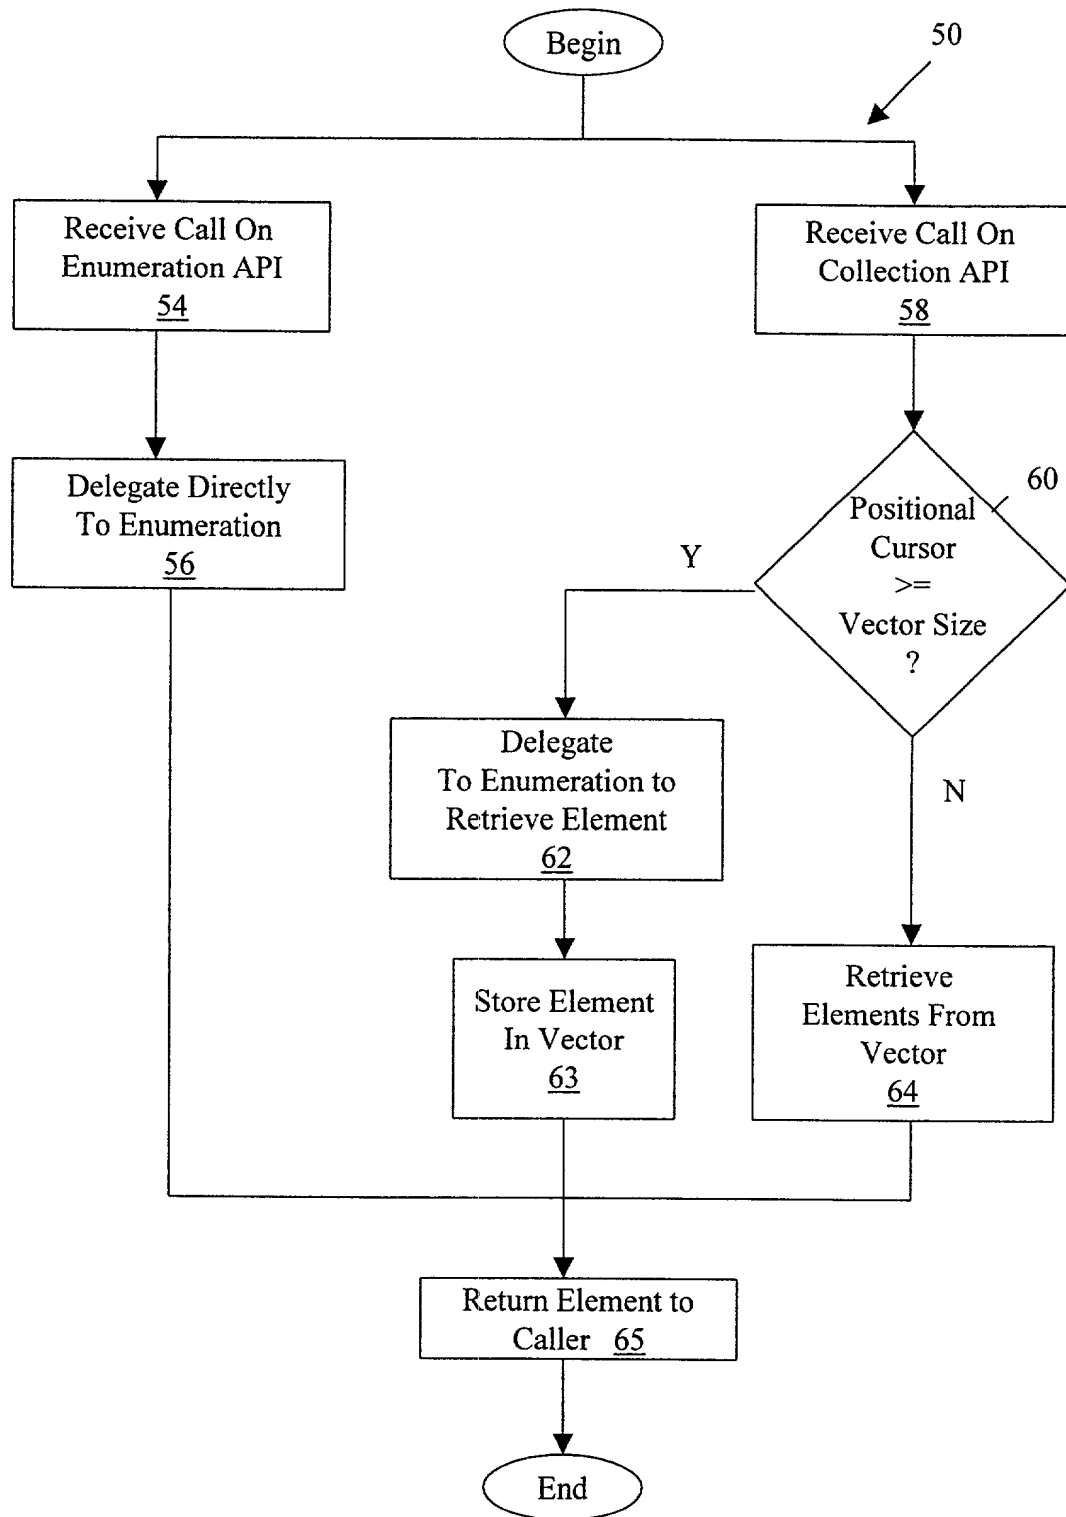 Begin
50
Receive Call On
Enumeration API
54
Receive Call On
Collection API
58
Delegate Directly
To Enumeration
56
60
Positional
Cursor
>=
Vector Size
?
Y
N
Delegate
To Enumeration to
Retrieve Element
62
Store Element
In Vector
63
Retrieve
Elements From
Vector
64
Return Element to
Caller 65
End